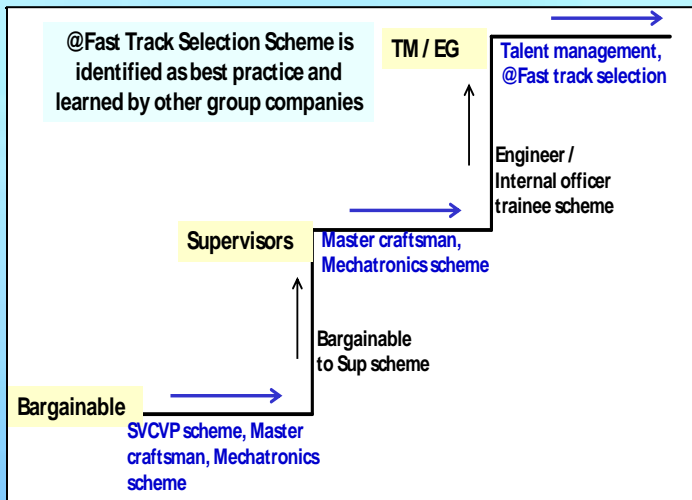 @Fast Track Selection Scheme is
identified as best practice and
learned by other group companies
TM / EG
Talent management,
@Fast track selection
Engineer /
Internal officer
trainee scheme
Supervisors
Master craftsman,
Mechatronics scheme
Bargainable
to Sup scheme
Bargainable
SVCVP scheme, Master
craftsman, Mechatronics
scheme